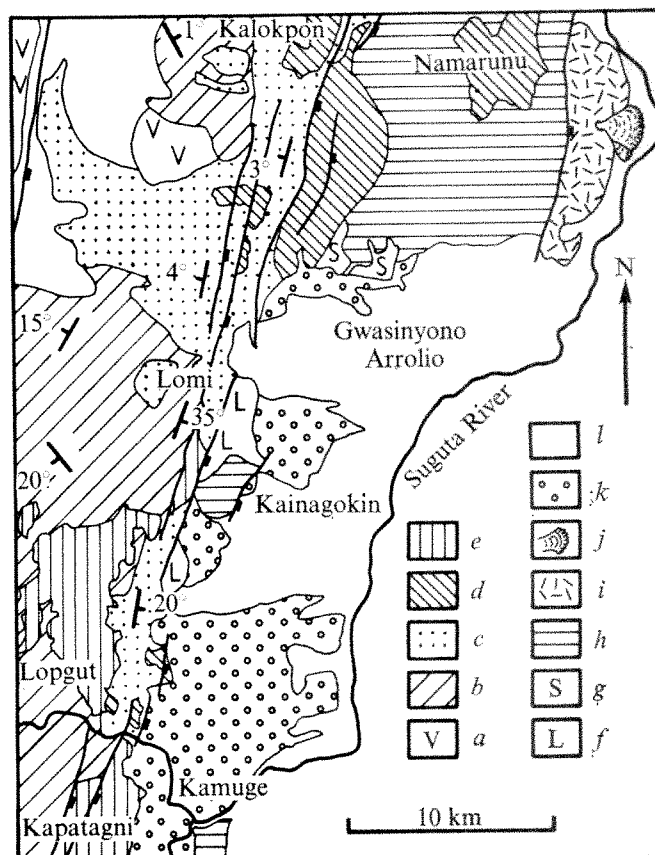 1°
Kalokpon
Namarunu
V
V
V
V
3°
S
S
4°
N
15°
Gwasinyono
Arrolio
Lomi
L
35°
L
Suguta River
20°
Kainagokin
L
20°
Lopgut
Kamuge
Kapatagni
l
k
e
j
d
i
c
h
b
S
g
a
V
L
f
10 km